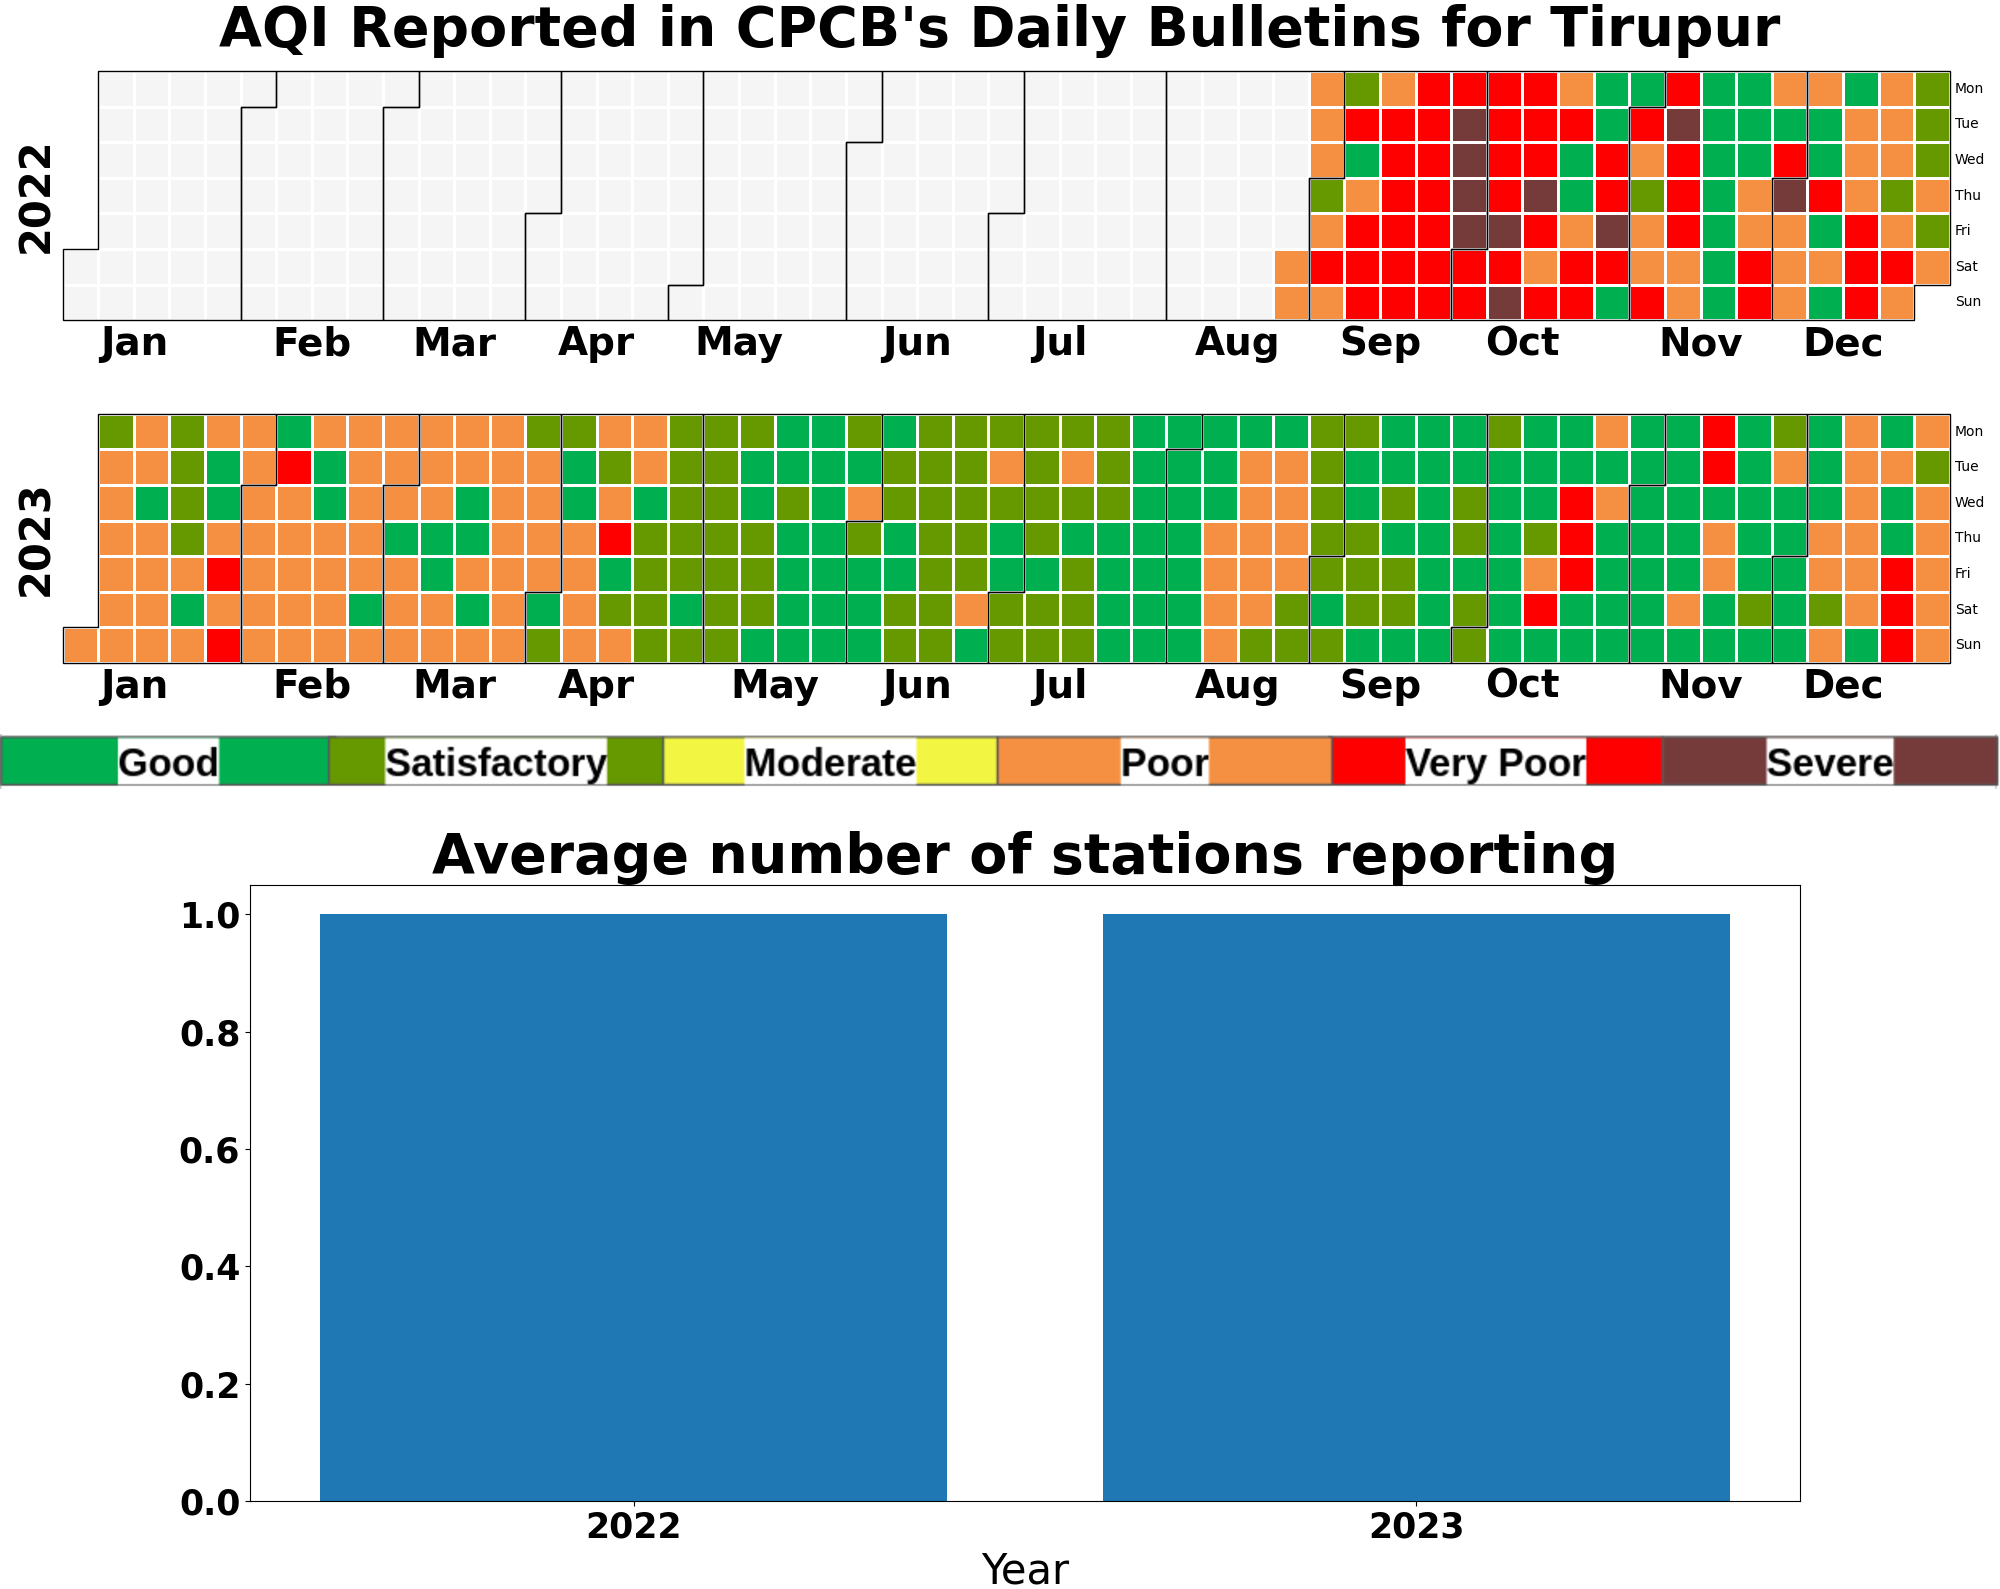 AQI Reported in CPCB's Daily Bulletins for Tirupur
2022
Mon
Tue
Wed
Thu
Fri
Sat
Sun
Jan Feb Mar Apr May Jun Jul Aug Sep Oct Nov Dec
2023
Mon
Tue
Wed
Thu
Fri
Sat
Sun
Jan Feb Mar Apr May Jun Jul Aug Sep Oct Nov Dec
Good Satisfactory Moderate Poor Very Poor Severe
Average number of stations reporting
1.0
0.8
0.6
0.4
0.2
0.0
2022 2023
Year